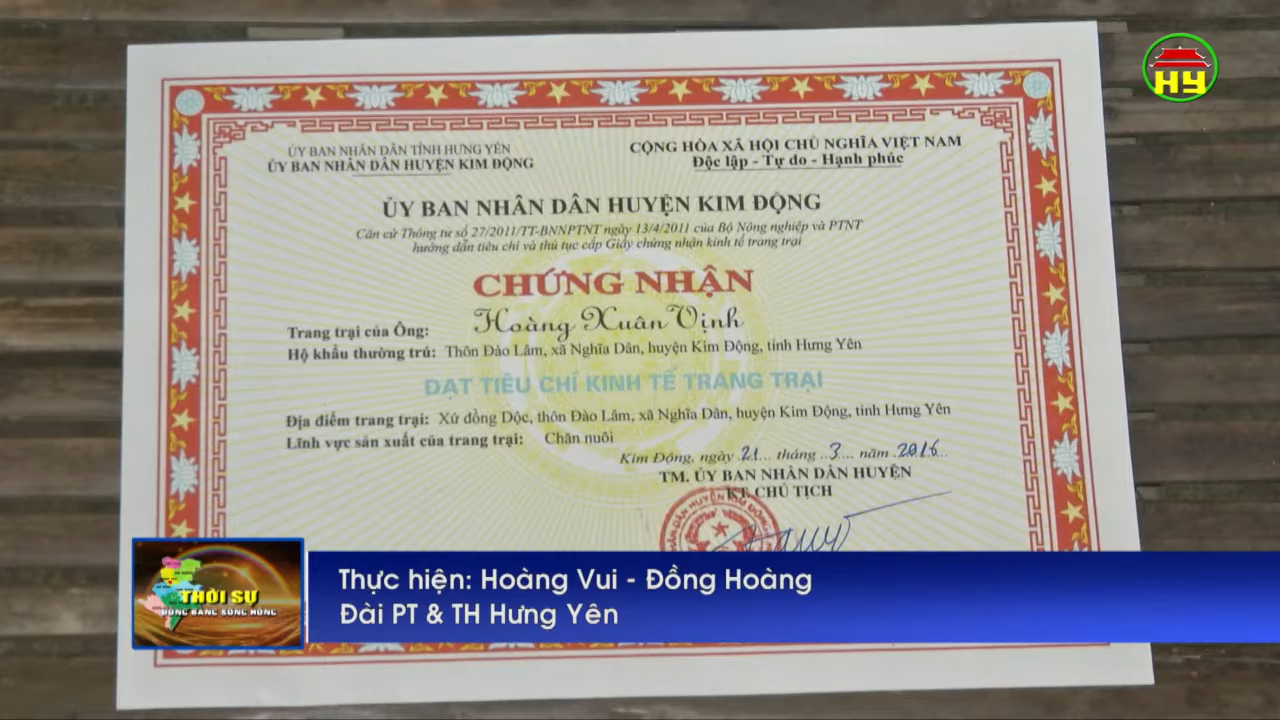 HY
ỦY BAN NHÂN DÂN TỈNH HƯNG YÊN
ỦY BAN NHÂN DÂN HUYỆN KIM ĐỘNG
CỘNG HÒA XÃ HỘI CHỦ NGHĨA VIỆT NAM
Độc lập - Tự do - Hạnh phúc
ỦY BAN NHÂN DÂN HUYỆN KIM ĐỘNG
Căn cứ Thông tư số 27/2011/TT-BNNPTNT ngày 13/4/2011 của Bộ Nông nghiệp và PTNT
hướng dẫn tiêu chí và thủ tục cấp Giấy chứng nhận kinh tế trang trại
CHỨNG NHẬN
Trang trại của Ông: Hoàng Xuân Vịnh
Hộ khẩu thường trú: Thôn Đào Lâm, xã Nghĩa Dân, huyện Kim Động, tỉnh Hưng Yên
ĐẠT TIÊU CHÍ KINH TẾ TRANG TRẠI
Địa điểm trang trại: Xứ đồng Dộc, thôn Đào Lâm, xã Nghĩa Dân, huyện Kim Động, tỉnh Hưng Yên
Lĩnh vực sản xuất của trang trại: Chăn nuôi
Kim Động, ngày 21 tháng 3 năm 2016
TM. ỦY BAN NHÂN DÂN HUYỆN
KT. CHỦ TỊCH
THỜI SỰ
ĐỒNG BẰNG SÔNG HỒNG
Thực hiện: Hoàng Vui - Đồng Hoàng
Đài PT & TH Hưng Yên